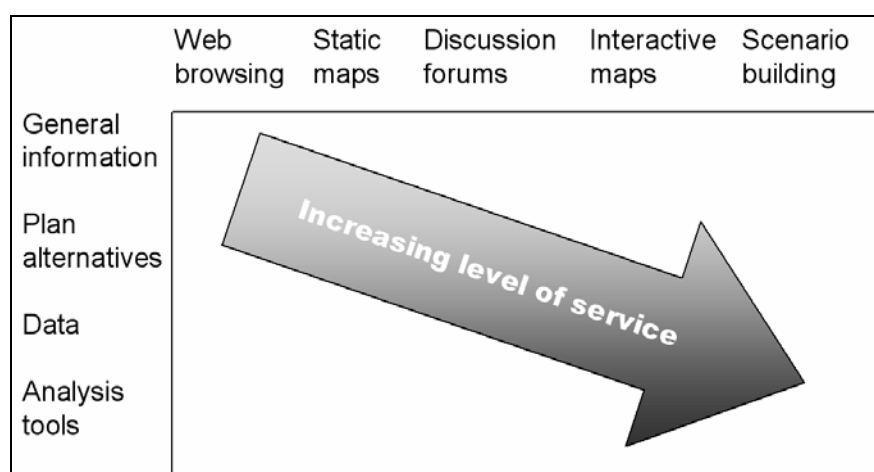 Web Static Discussion Interactive Scenario
browsing maps forums maps building
General
information
Plan
alternatives
Data
Analysis
tools
Increasing level of service